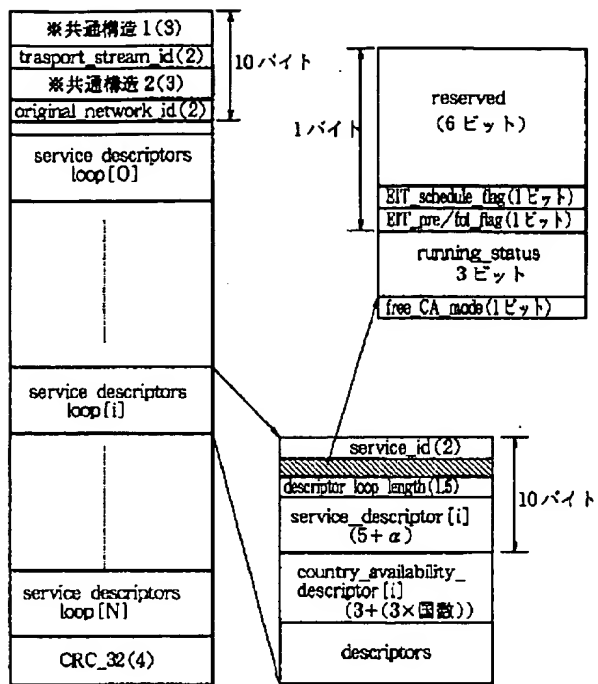 ※共通構造1(3)
trasport_stream_id(2)
※共通構造2(3)
original_network_id(2)
10バイト
service descriptors
loop[0]
service descriptors
loop[i]
service descriptors
loop[N]
CRC_32(4)
1バイト
reserved
(6ビット)
EIT_schedule_flag(1ビット)
EIT_pre/fol_flag(1ビット)
running_status
3ビット
free_CA_mode(1ビット)
service_id(2)
descriptor loop length(1.5)
service_descriptor[i]
(5+α)
10バイト
country_availability_
descriptor[i]
(3+(3×国数))
descriptors